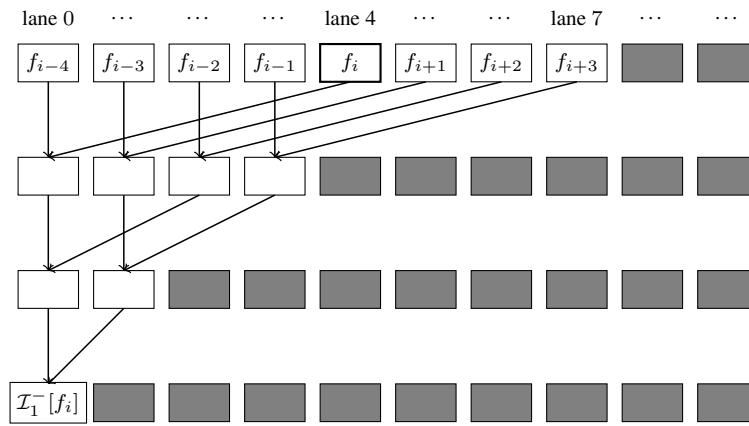 lane 0 ··· ··· ··· lane 4 ··· ··· lane 7 ··· ···
f_{i−4} f_{i−3} f_{i−2} f_{i−1} f_i f_{i+1} f_{i+2} f_{i+3}
ℐ_1^−[f_i]